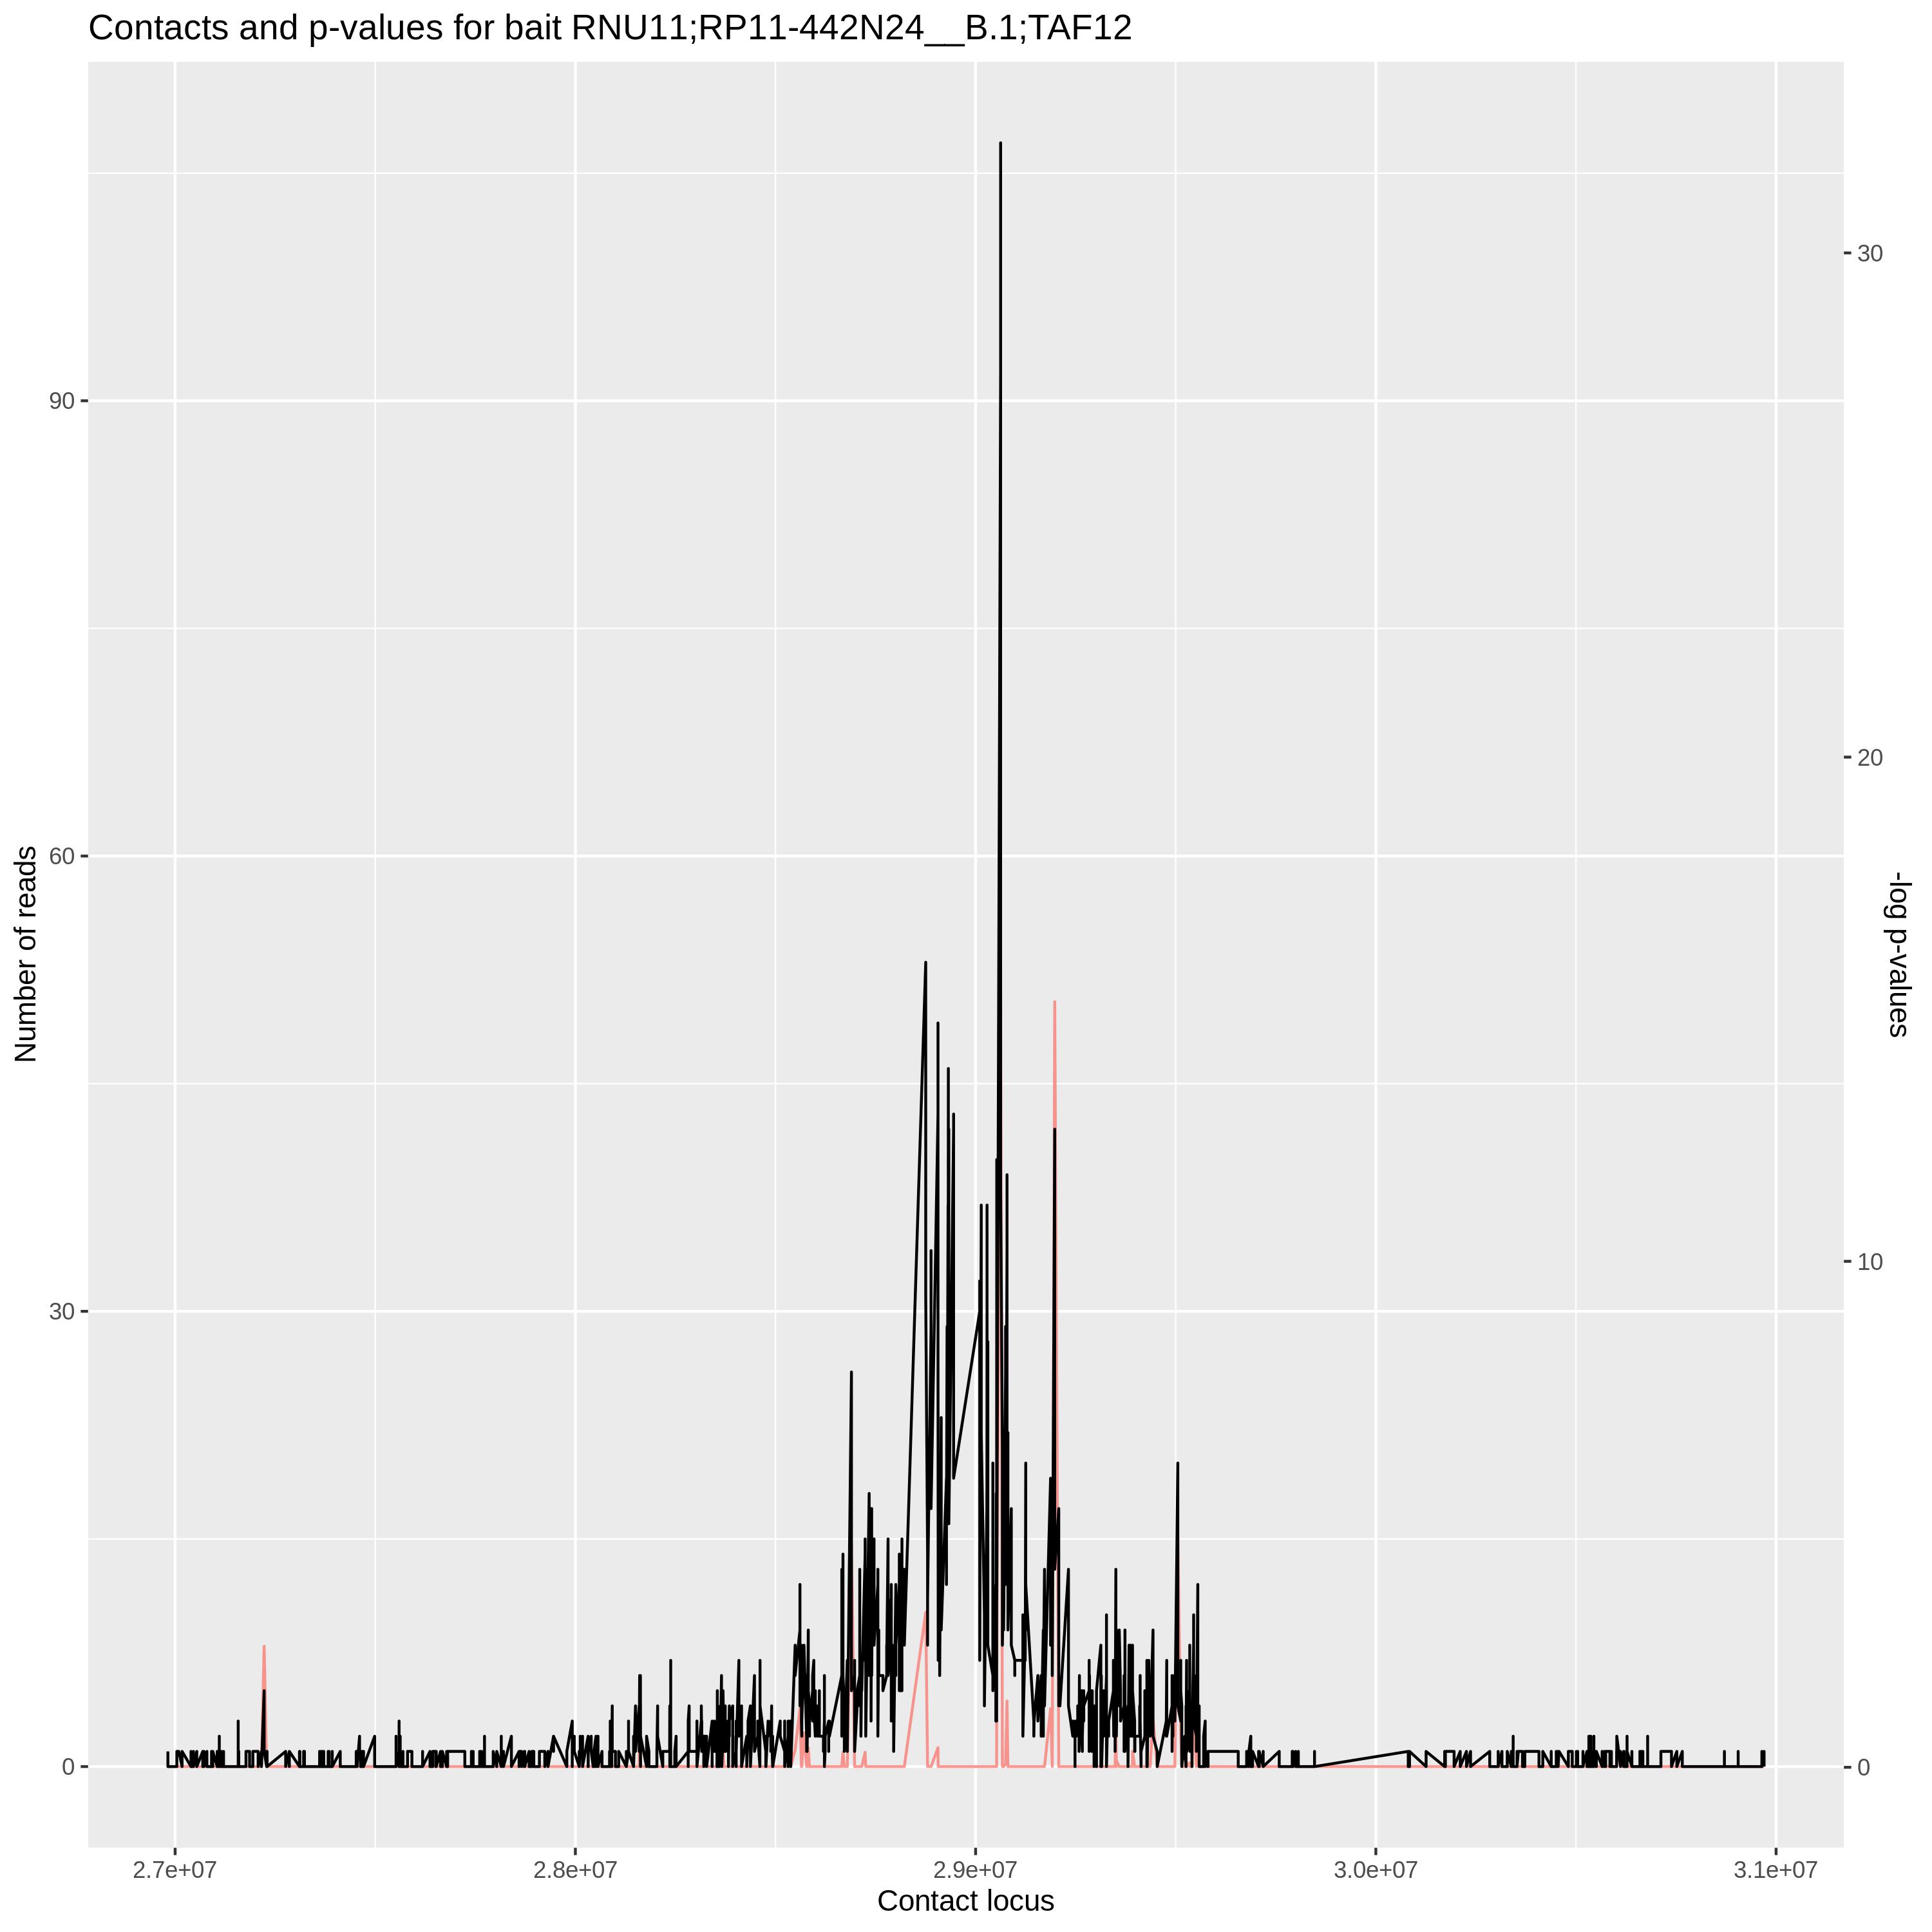 Contacts and p-values for bait RNU11;RP11-442N24__B.1;TAF12
Number of reads
90
60
30
0
30
20
10
0
-log p-values
2.7e+07 2.8e+07 2.9e+07 3.0e+07 3.1e+07
Contact locus